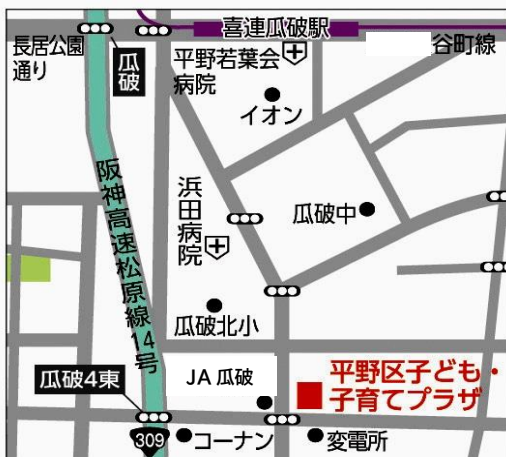 喜連瓜破駅
谷町線
長居公園
通り
瓜破
平野若葉会
病院
イオン
阪神高速松原線14号
浜田
病院
瓜破中
瓜破北小
瓜破4東
JA 瓜破
平野区子ども・
子育てプラザ
309
コーナン
変電所